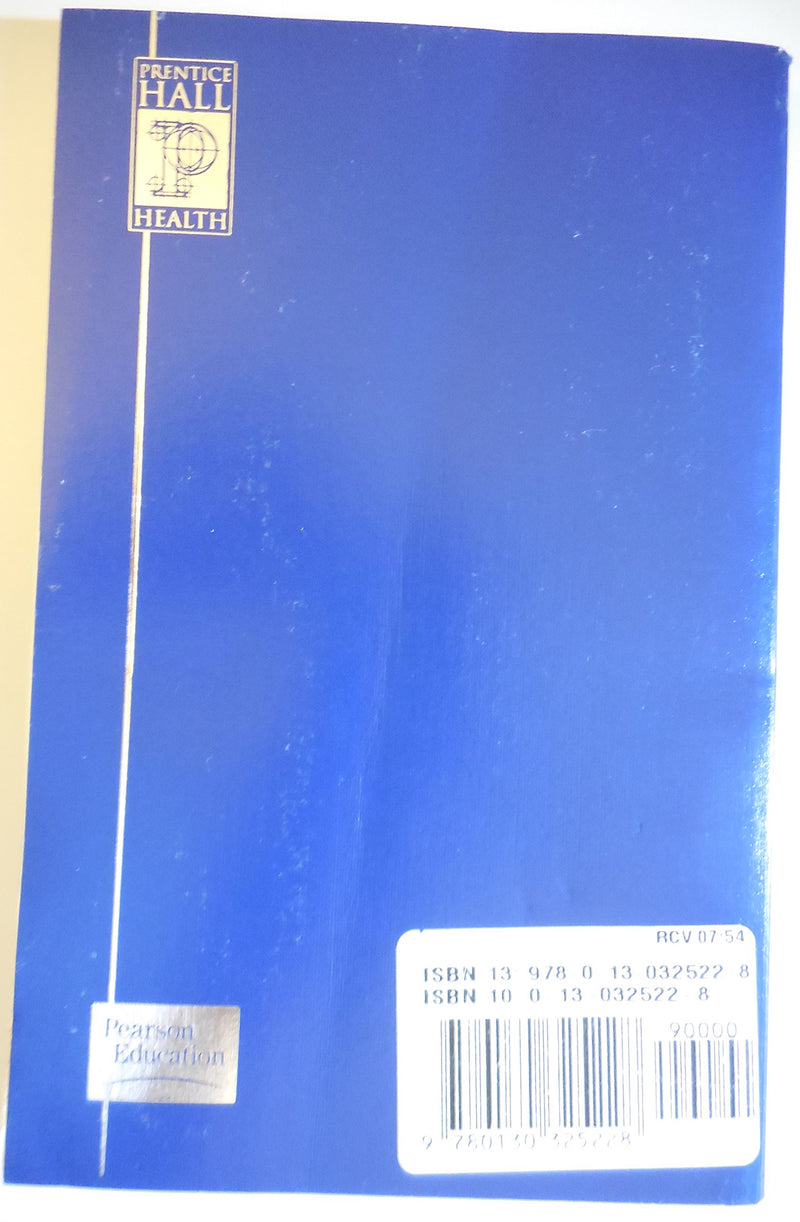 PRENTICE
HALL
HEALTH
RCV 07:54
ISBN 13 978 0 13 032522 8
ISBN 10 0 13 032522 8
90000
Pearson
Education
9 780130 325228